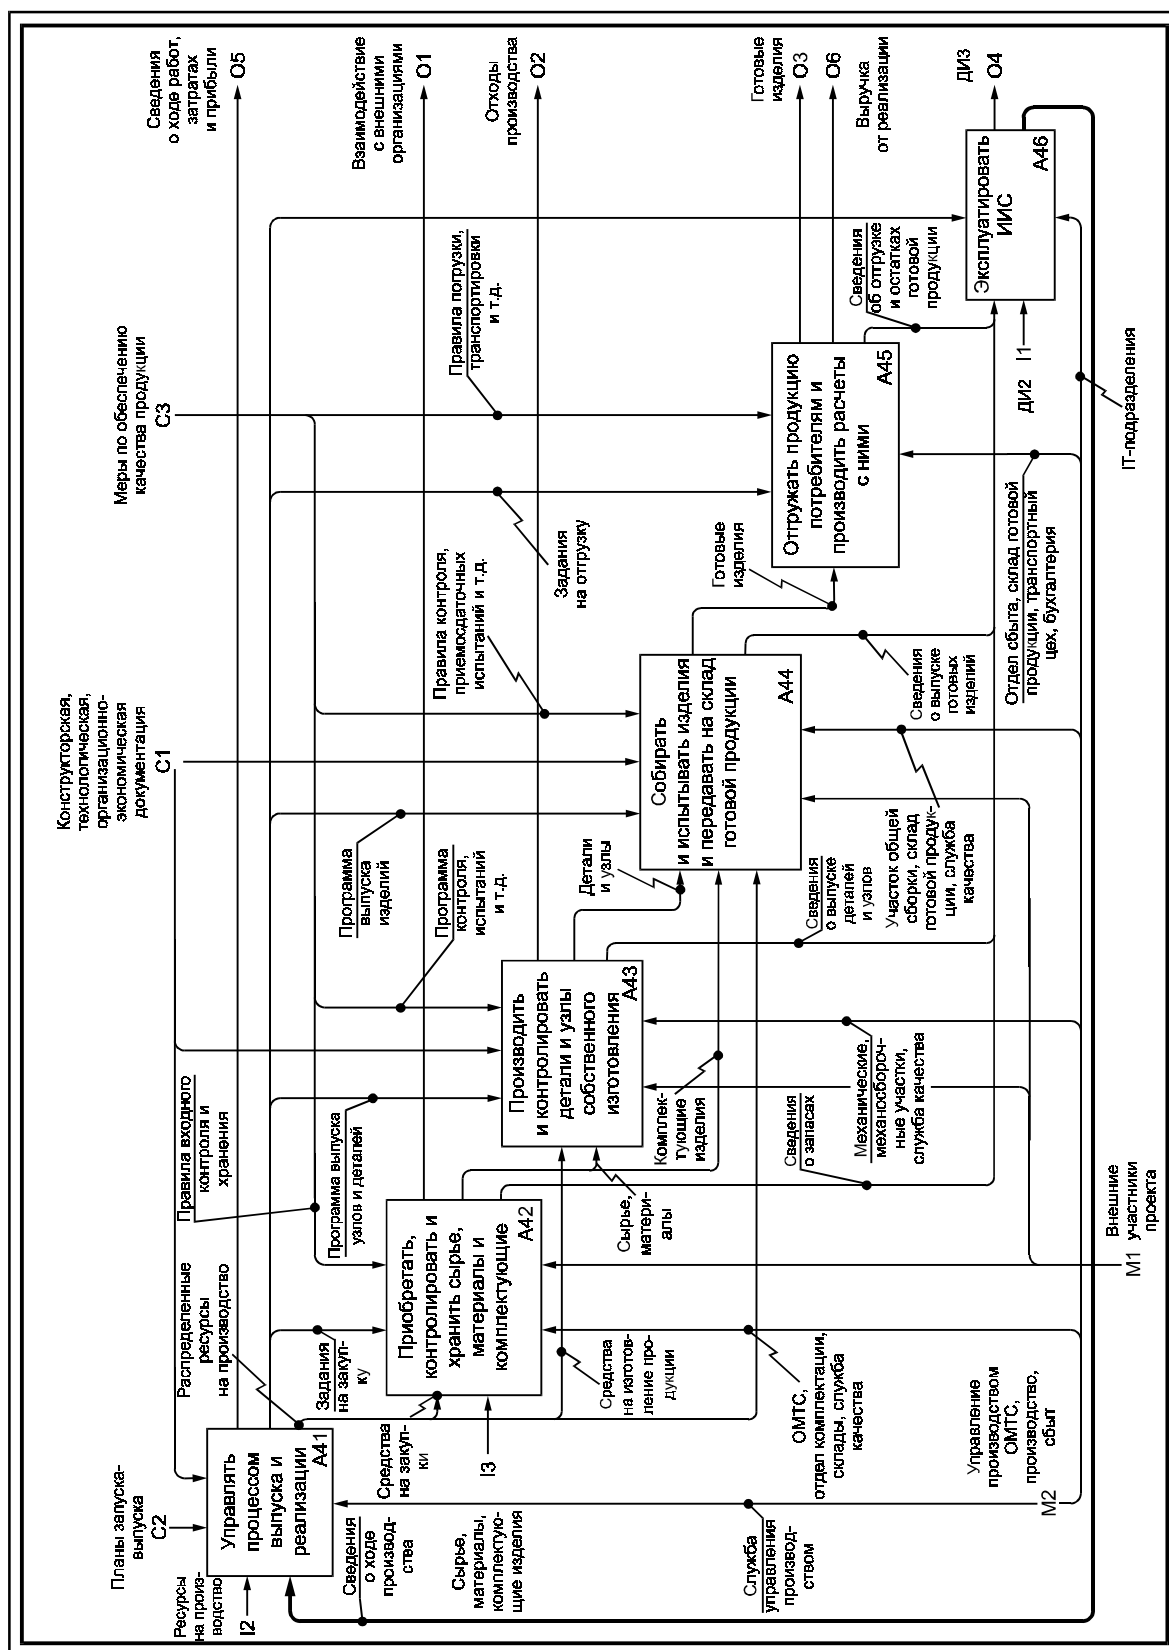 Планы запуска-
выпуска
C2
Конструкторская,
технологическая,
организационно-
экономическая
документация
C1
Меры по обеспечению
качества продукции
C3
Ресурсы
на произ-
водство
I2
Управлять
процессом
выпуска и
реализации
A41
Распределенные
ресурсы
на производство
Правила входного
контроля и
хранения
Сведения
о ходе работ,
затратах
и прибыли
O5
Задания
на закуп-
ку
Программа выпуска
узлов и деталей
Программа
выпуска
изделий
Программа
контроля,
испытаний
и т.д.
Правила контроля,
приемосдаточных
испытаний и т.д.
Задания
на отгрузку
Правила погрузки,
транспортировки
и т.д.
Взаимодействие
с внешними
организациями
O1
Отходы
производства
O2
Сведения
о ходе
производ-
ства
Средства
на закуп-
ки
I3
Сырье,
материалы,
комплектую-
щие изделия
Приобретать,
контролировать и
хранить сырье,
материалы и
комплектующие
A42
Производить
и контролировать
детали и узлы
собственного
изготовления
A43
Средства
на изготов-
ление про-
дукции
Сырье,
матери-
алы
Комплек-
тующие
изделия
Детали
и узлы
Собирать
и испытывать изделия
и передавать на склад
готовой продукции
A44
Готовые
изделия
Отгружать продукцию
потребителям и
производить расчеты
с ними
A45
Готовые
изделия
O3
O6
Выручка
от реализации
Служба
управления
производ-
ством
ОМТС,
отдел комплектации,
склады, служба
качества
Сведения
о запасах
Механические,
механосбороч-
ные участки,
служба качества
Сведения
о выпуске
деталей
и узлов
Участок общей
сборки, склад
готовой продук-
ции, служба
качества
Сведения
о выпуске
готовых
изделий
Сведения
об отгрузке
и остатках
готовой
продукции
Эксплуатировать
ИИС
A46
ДИ3
O4
I1
ДИ2
Отдел сбыта, склад готовой
продукции, транспортный
цех, бухгалтерия
Управление
производством
ОМТС,
производство,
сбыт
M2
M1
Внешние
участники
проекта
IT-подразделения